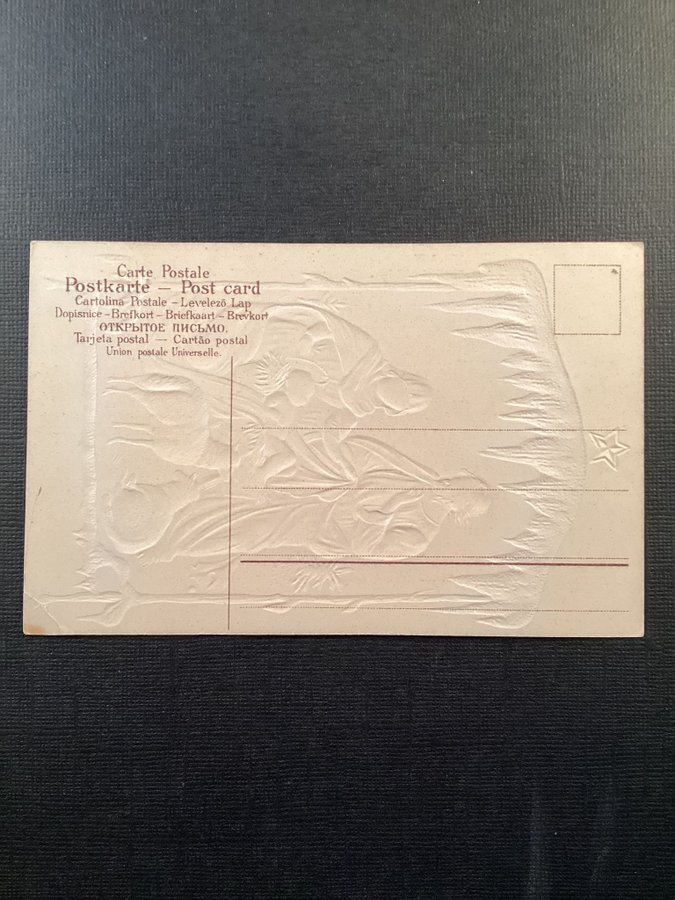 Carte Postale
Postkarte — Post card
Cartolina Postale – Levelező Lap
Dopisnice – Brefkort – Briefkaart – Brevkort
ОТКРЫТОЕ ПИСЬМО.
Tarjeta postal — Cartão postal
Union postale Universelle.